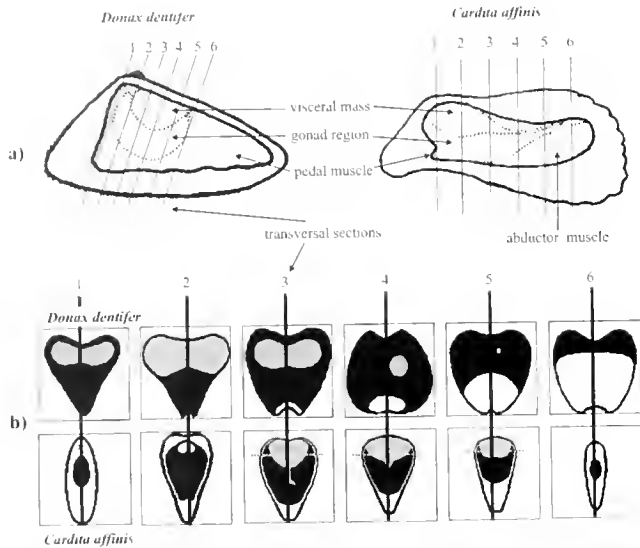 Donax dentifer
Cardita affinis
1 2 3 4 5 6
1 2 3 4 5 6
visceral mass
gonad region
a)
pedal muscle
transversal sections
abductor muscle
1 2 3 4 5 6
Donax dentifer
b)
Cardita affinis